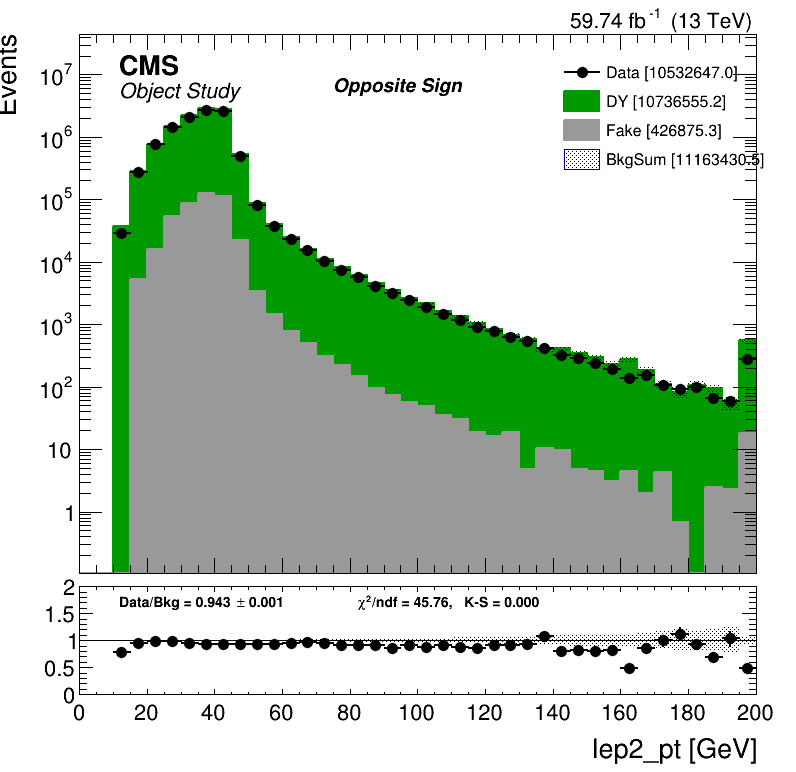 59.74 fb⁻¹ (13 TeV)
Events
CMS
Object Study
Opposite Sign
Data [10532647.0]
DY [10736555.2]
Fake [426875.3]
BkgSum [11163430.5]
10⁷
10⁶
10⁵
10⁴
10³
10²
10
1
2
1.5
1
0.5
0
Data/Bkg = 0.943 ± 0.001
χ²/ndf = 45.76, K-S = 0.000
0 20 40 60 80 100 120 140 160 180 200
lep2_pt [GeV]